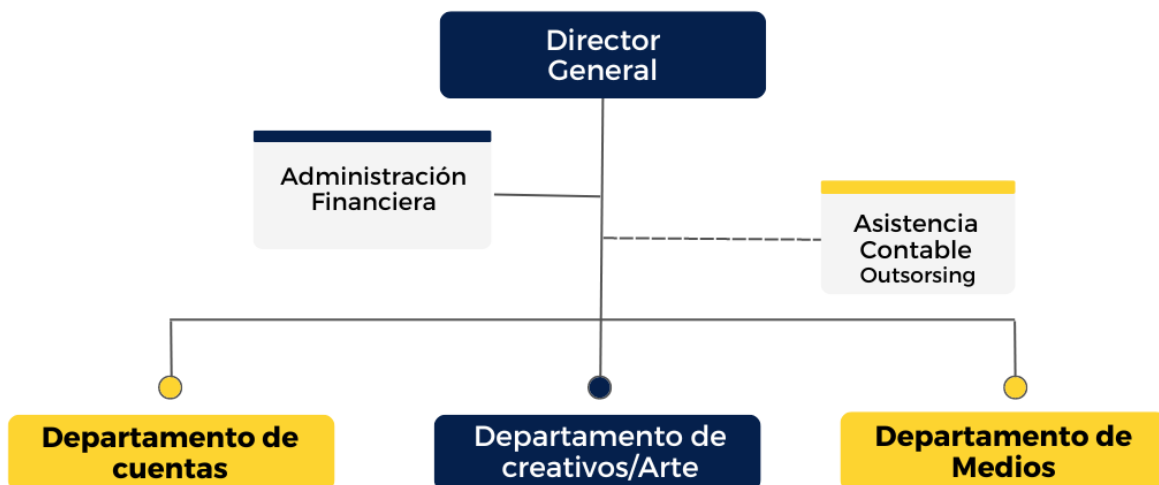 Director
General
Administración
Financiera
Asistencia
Contable
Outsorsing
Departamento de
cuentas
Departamento de
creativos/Arte
Departamento de
Medios